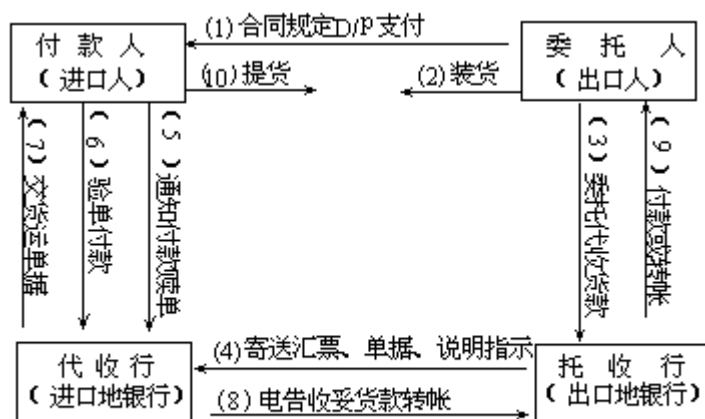 (1) 合同规定D/P支付
付款人
（进口人）
委托人
（出口人）
(10)提货
(2) 装货
（7）交货运单据
（6）验单付款
（5）通知付款赎单
（3）委托代收货款
（9）付款或转帐
代收行
（进口地银行）
(4) 寄送汇票、单据、说明指示
(8) 电告收妥货款转帐
托收行
（出口地银行）